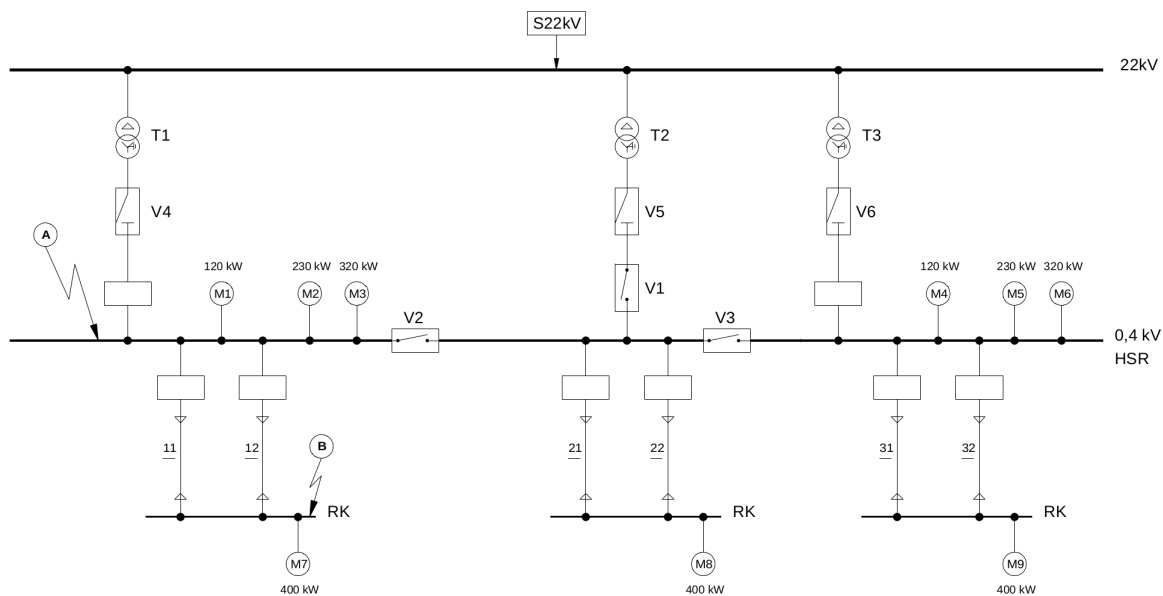 S22kV
22kV
T1
T2
T3
V4
V5
V6
A
120 kW
230 kW
320 kW
120 kW
230 kW
320 kW
M1
M2
M3
V1
M4
M5
M6
V2
V3
0,4 kV
HSR
11
12
B
21
22
31
32
RK
RK
RK
M7
M8
M9
400 kW
400 kW
400 kW